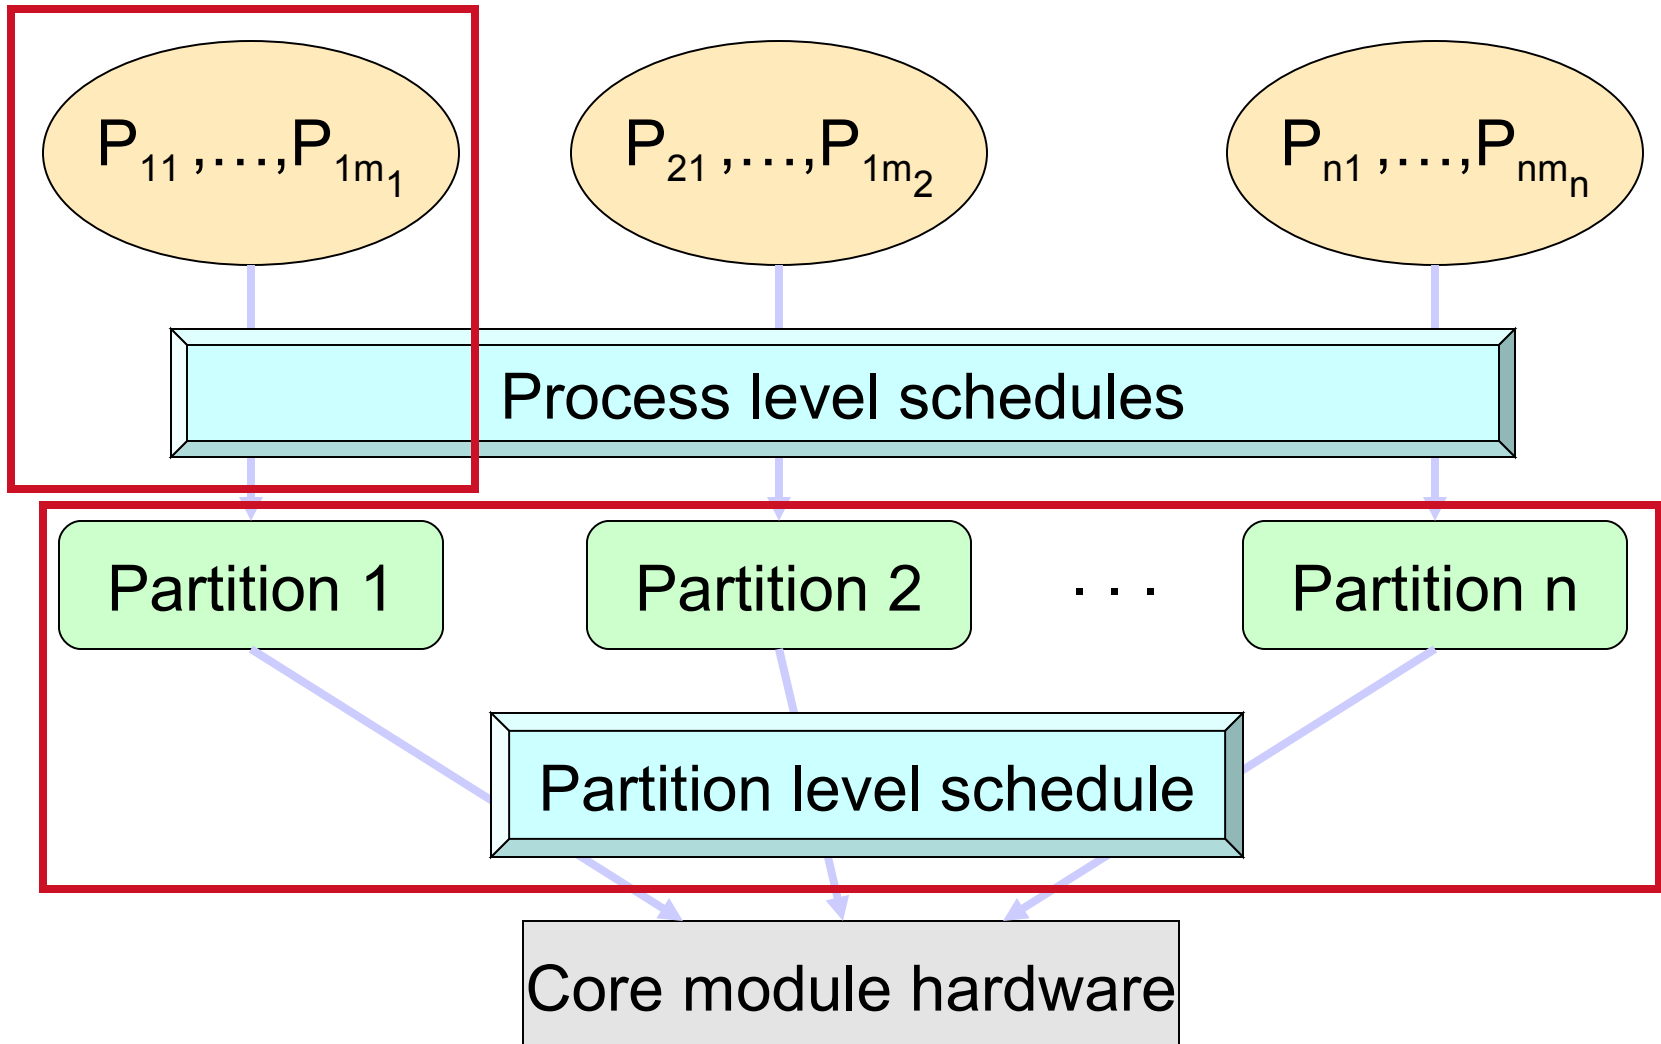 P₁₁ ,…,P₁ₘ₁
P₂₁ ,…,P₁ₘ₂
Pₙ₁ ,…,Pₙₘₙ
Process level schedules
Partition 1
Partition 2
. . .
Partition n
Partition level schedule
Core module hardware